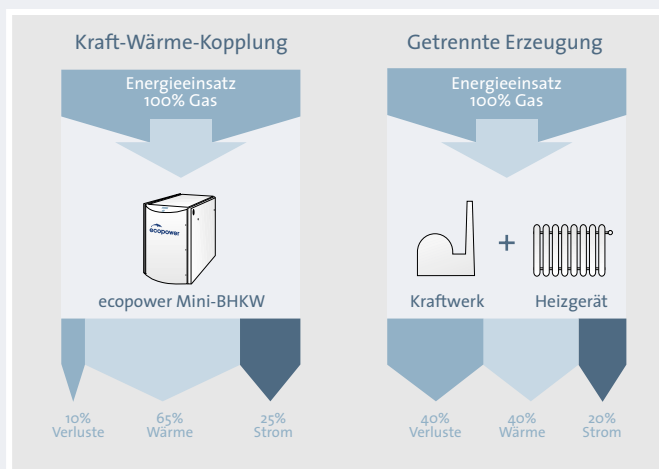 Kraft-Wärme-Kopplung
Energieeinsatz
100% Gas
ecopower
ecopower Mini-BHKW
10%
Verluste
65%
Wärme
25%
Strom
Getrennte Erzeugung
Energieeinsatz
100% Gas
+
Kraftwerk
Heizgerät
40%
Verluste
40%
Wärme
20%
Strom